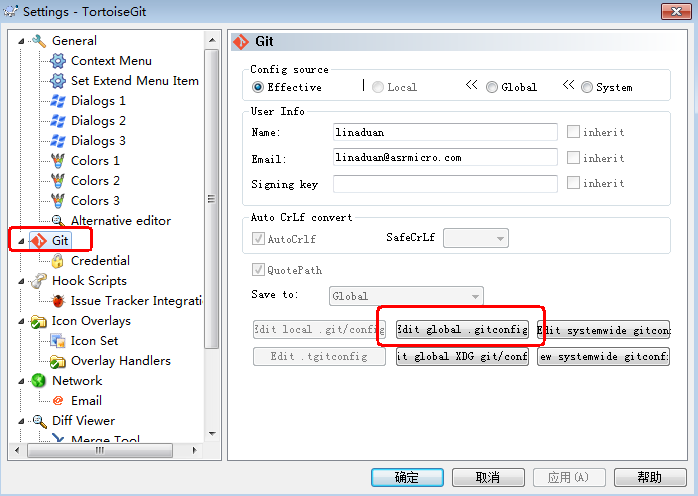 Settings - TortoiseGit
General
Context Menu
Set Extend Menu Item
Dialogs 1
Dialogs 2
Dialogs 3
Colors 1
Colors 2
Colors 3
Alternative editor
Git
Credential
Hook Scripts
Issue Tracker Integratio
Icon Overlays
Icon Set
Overlay Handlers
Network
Email
Diff Viewer
Merge Tool
Git
Config source
Effective | Local << Global << System
User Info
Name: linaduan inherit
Email: linaduan@asrmicro.com inherit
Signing key inherit
Auto CrLf convert
AutoCrlf SafeCrLf
QuotePath
Save to: Global
Edit local .git/config Edit global .gitconfig Edit systemwide gitconf
Edit .tgitconfig it global XDG git/conf ew systemwide gitconf
确定 取消 应用(A) 帮助